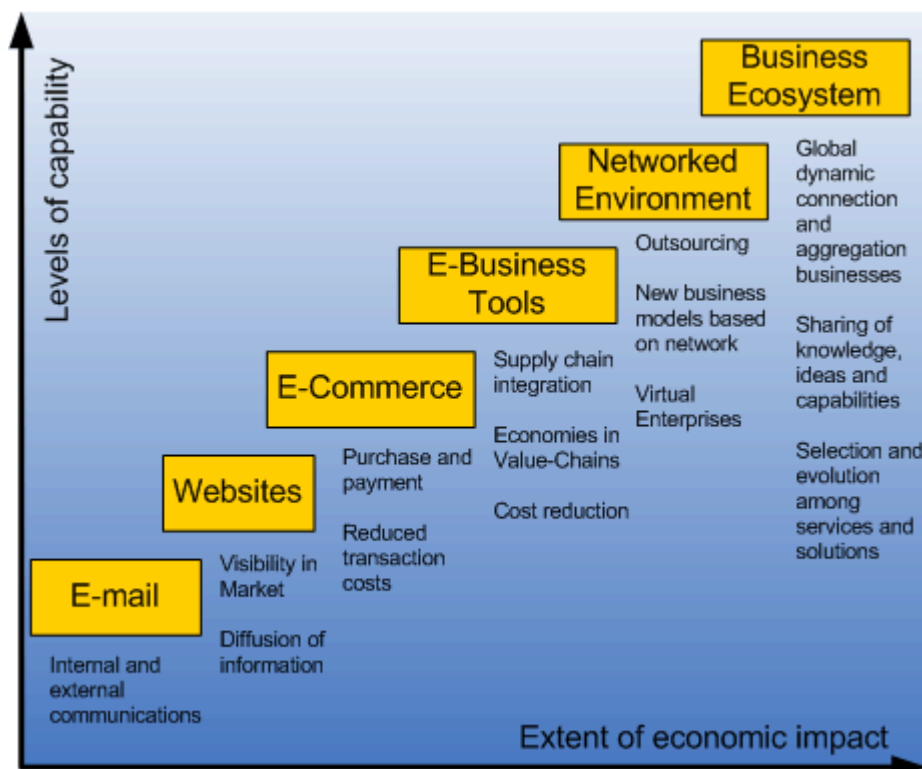 Levels of capability
Business
Ecosystem
Global
dynamic
connection
and
aggregation
businesses
Sharing of
knowledge,
ideas and
capabilities
Selection and
evolution
among
services and
solutions
Networked
Environment
Outsourcing
New business
models based
on network
Virtual
Enterprises
E-Business
Tools
Supply chain
integration
Economies in
Value-Chains
Cost reduction
E-Commerce
Purchase and
payment
Reduced
transaction
costs
Websites
Visibility in
Market
Diffusion of
information
E-mail
Internal and
external
communications
Extent of economic impact